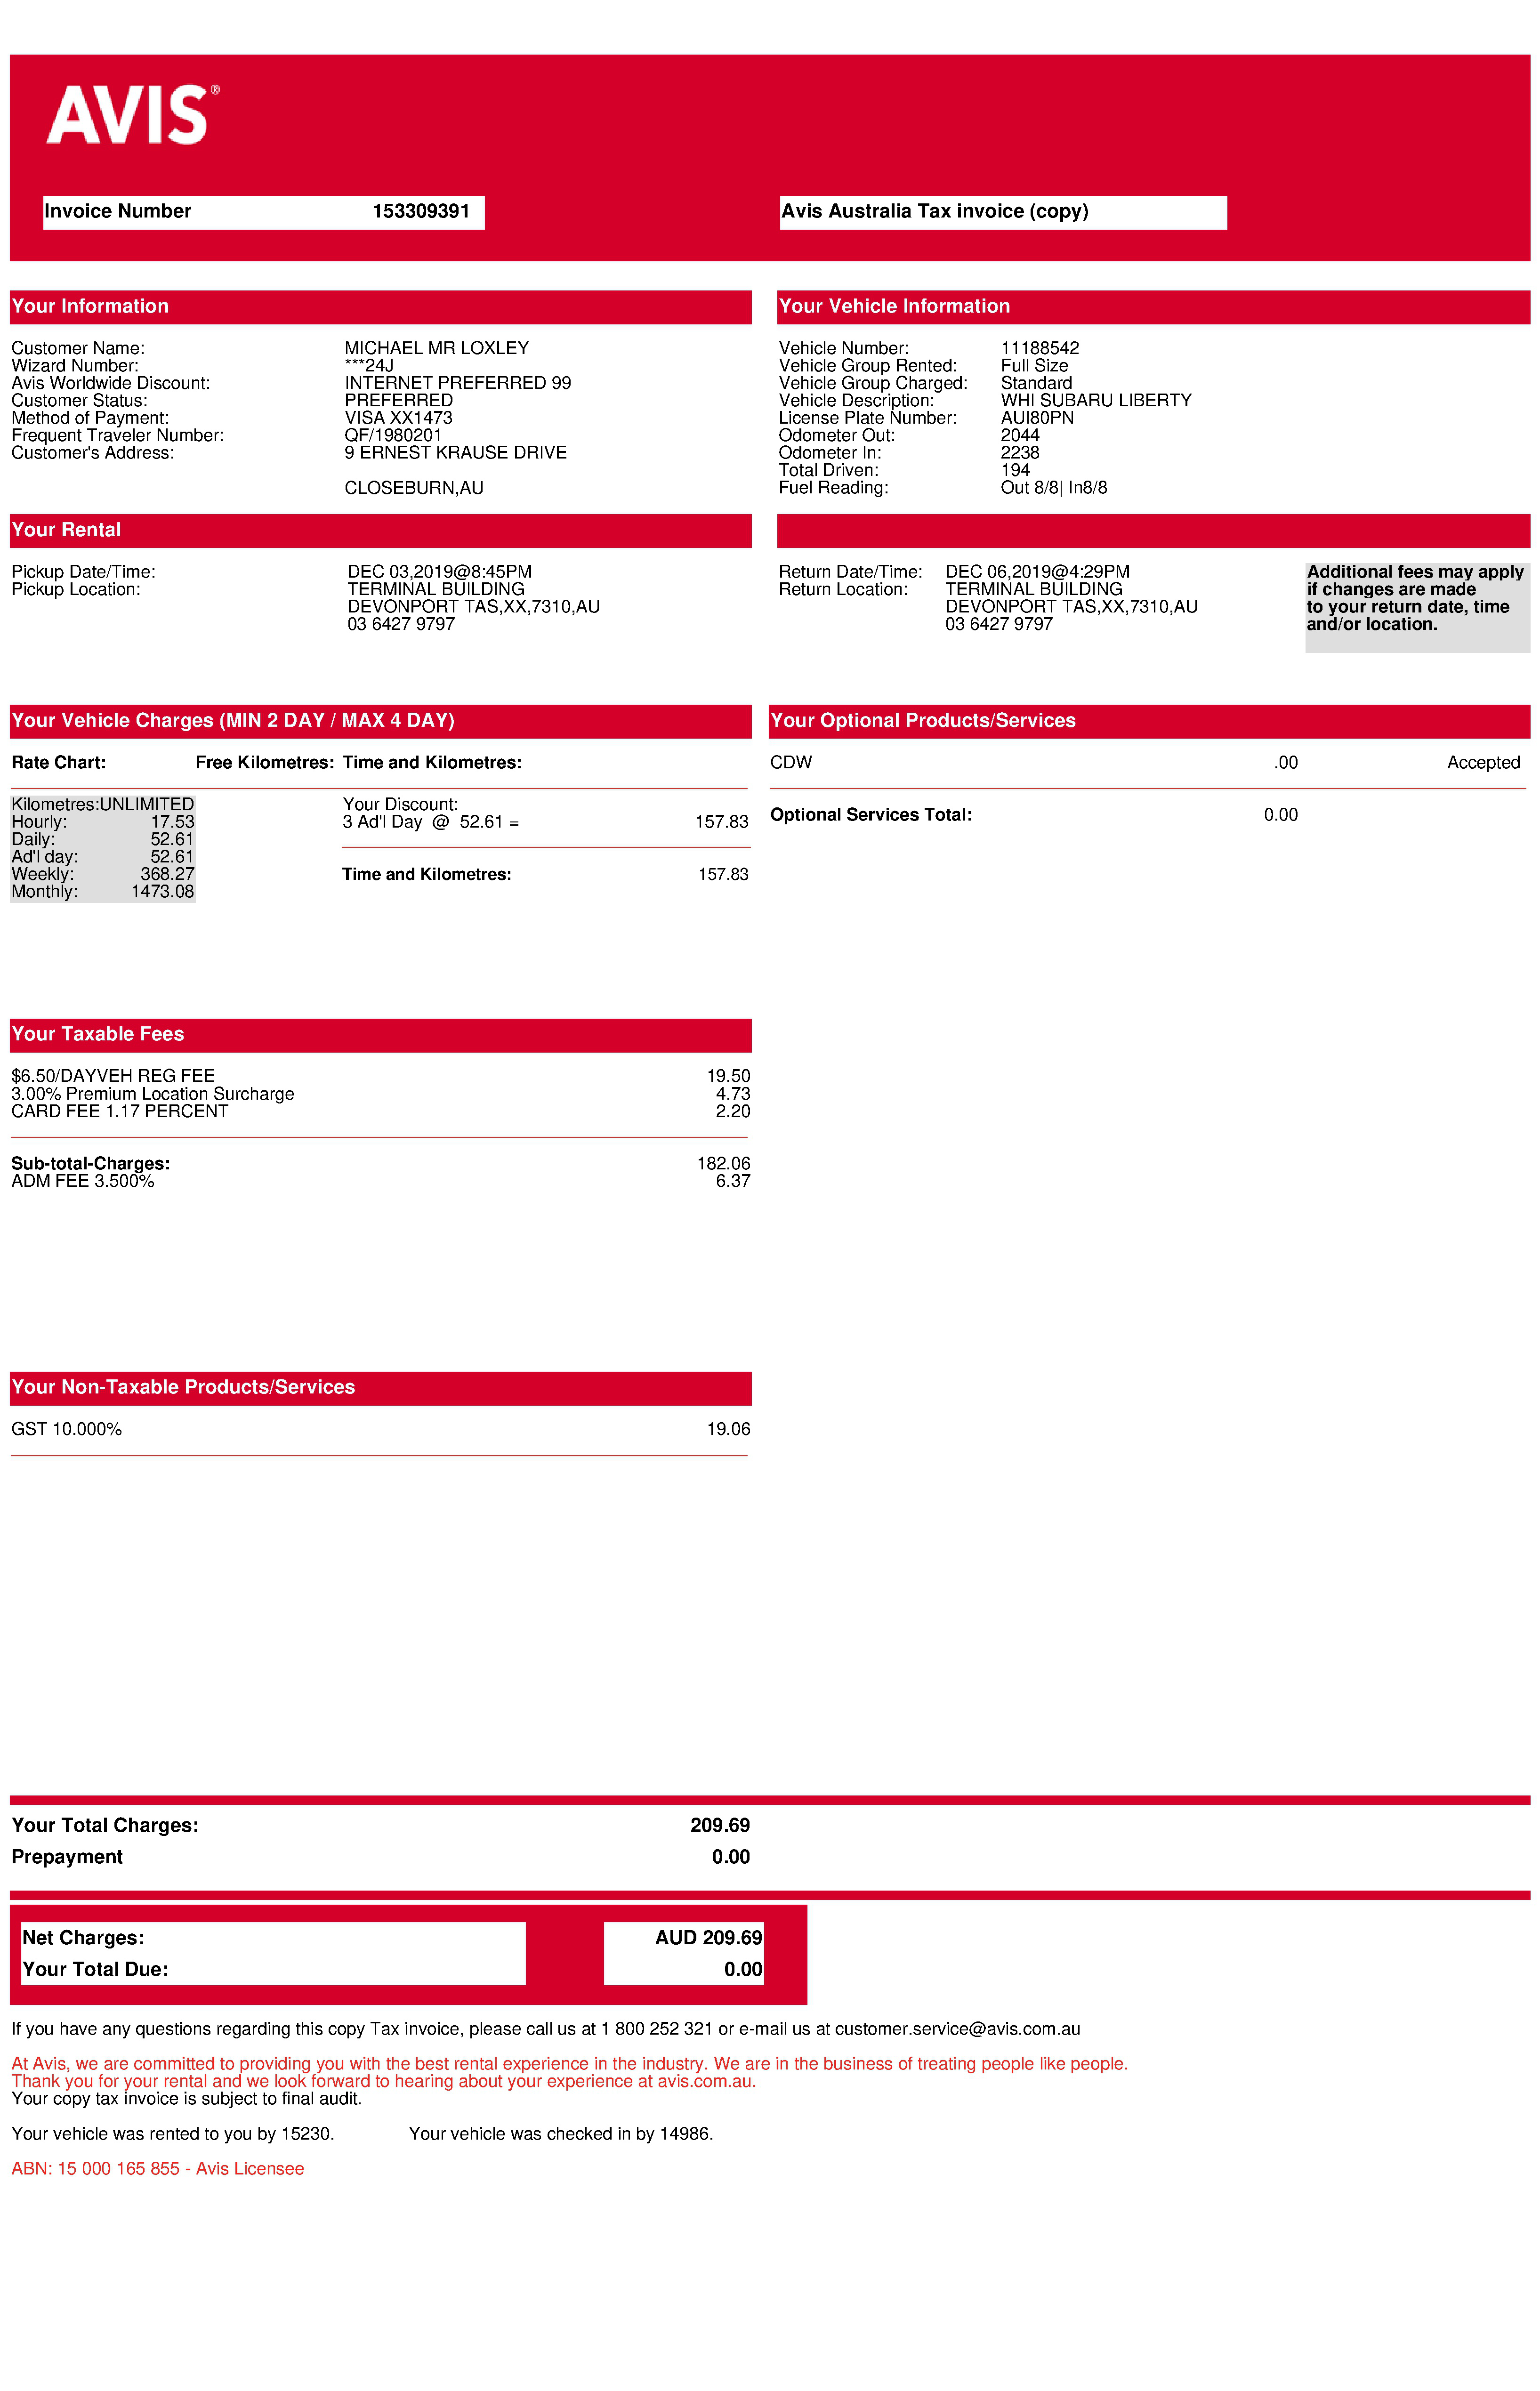 AVIS®
Invoice Number 153309391
Avis Australia Tax invoice (copy)
Your Information
Customer Name: MICHAEL MR LOXLEY
Wizard Number: ***24J
Avis Worldwide Discount: INTERNET PREFERRED 99
Customer Status: PREFERRED
Method of Payment: VISA XX1473
Frequent Traveler Number: QF/1980201
Customer's Address: 9 ERNEST KRAUSE DRIVE
CLOSEBURN,AU
Your Vehicle Information
Vehicle Number: 11188542
Vehicle Group Rented: Full Size
Vehicle Group Charged: Standard
Vehicle Description: WHI SUBARU LIBERTY
License Plate Number: AUI80PN
Odometer Out: 2044
Odometer In: 2238
Total Driven: 194
Fuel Reading: Out 8/8| In8/8
Your Rental
Pickup Date/Time: DEC 03,2019@8:45PM
Pickup Location: TERMINAL BUILDING
DEVONPORT TAS,XX,7310,AU
03 6427 9797
Return Date/Time: DEC 06,2019@4:29PM
Return Location: TERMINAL BUILDING
DEVONPORT TAS,XX,7310,AU
03 6427 9797
Additional fees may apply
if changes are made
to your return date, time
and/or location.
Your Vehicle Charges (MIN 2 DAY / MAX 4 DAY)
Rate Chart: Free Kilometres: Time and Kilometres:
Kilometres:UNLIMITED
Hourly: 17.53
Daily: 52.61
Ad'l day: 52.61
Weekly: 368.27
Monthly: 1473.08
Your Discount:
3 Ad'l Day @ 52.61 = 157.83
Time and Kilometres: 157.83
Your Optional Products/Services
CDW .00 Accepted
Optional Services Total: 0.00
Your Taxable Fees
$6.50/DAYVEH REG FEE 19.50
3.00% Premium Location Surcharge 4.73
CARD FEE 1.17 PERCENT 2.20
Sub-total-Charges: 182.06
ADM FEE 3.500% 6.37
Your Non-Taxable Products/Services
GST 10.000% 19.06
Your Total Charges: 209.69
Prepayment 0.00
Net Charges: AUD 209.69
Your Total Due: 0.00
If you have any questions regarding this copy Tax invoice, please call us at 1 800 252 321 or e-mail us at customer.service@avis.com.au
At Avis, we are committed to providing you with the best rental experience in the industry. We are in the business of treating people like people.
Thank you for your rental and we look forward to hearing about your experience at avis.com.au.
Your copy tax invoice is subject to final audit.
Your vehicle was rented to you by 15230. Your vehicle was checked in by 14986.
ABN: 15 000 165 855 - Avis Licensee